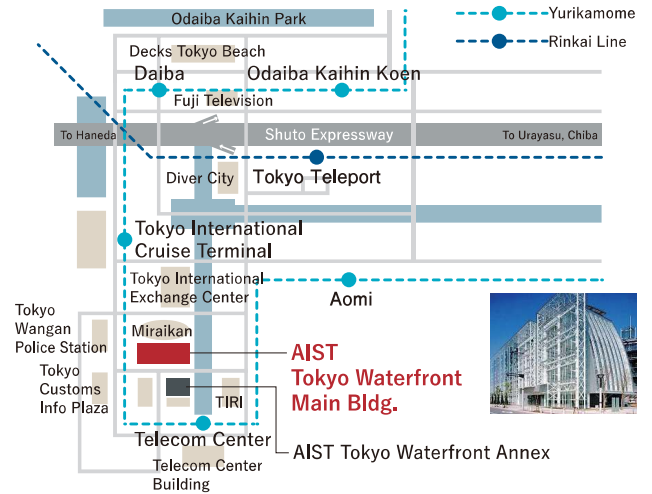 Odaiba Kaihin Park
Yurikamome
Rinkai Line
Decks Tokyo Beach
Daiba
Odaiba Kaihin Koen
Fuji Television
To Haneda
Shuto Expressway
To Urayasu, Chiba
Diver City
Tokyo Teleport
Tokyo International
Cruise Terminal
Tokyo International
Exchange Center
Aomi
Tokyo
Wangan
Police Station
Miraikan
AIST
Tokyo Waterfront
Main Bldg.
Tokyo
Customs
Info Plaza
TIRI
Telecom Center
AIST Tokyo Waterfront Annex
Telecom Center
Building